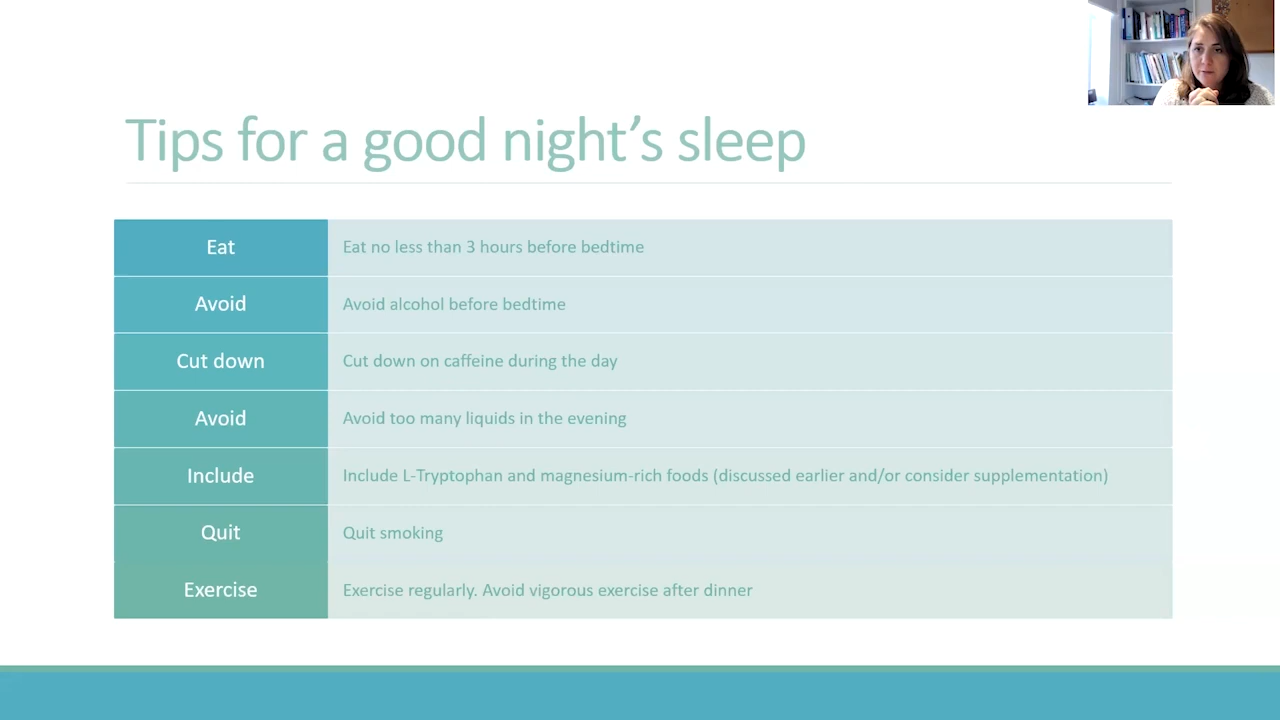 Tips for a good night’s sleep
Eat
Eat no less than 3 hours before bedtime
Avoid
Avoid alcohol before bedtime
Cut down
Cut down on caffeine during the day
Avoid
Avoid too many liquids in the evening
Include
Include L-Tryptophan and magnesium-rich foods (discussed earlier and/or consider supplementation)
Quit
Quit smoking
Exercise
Exercise regularly. Avoid vigorous exercise after dinner